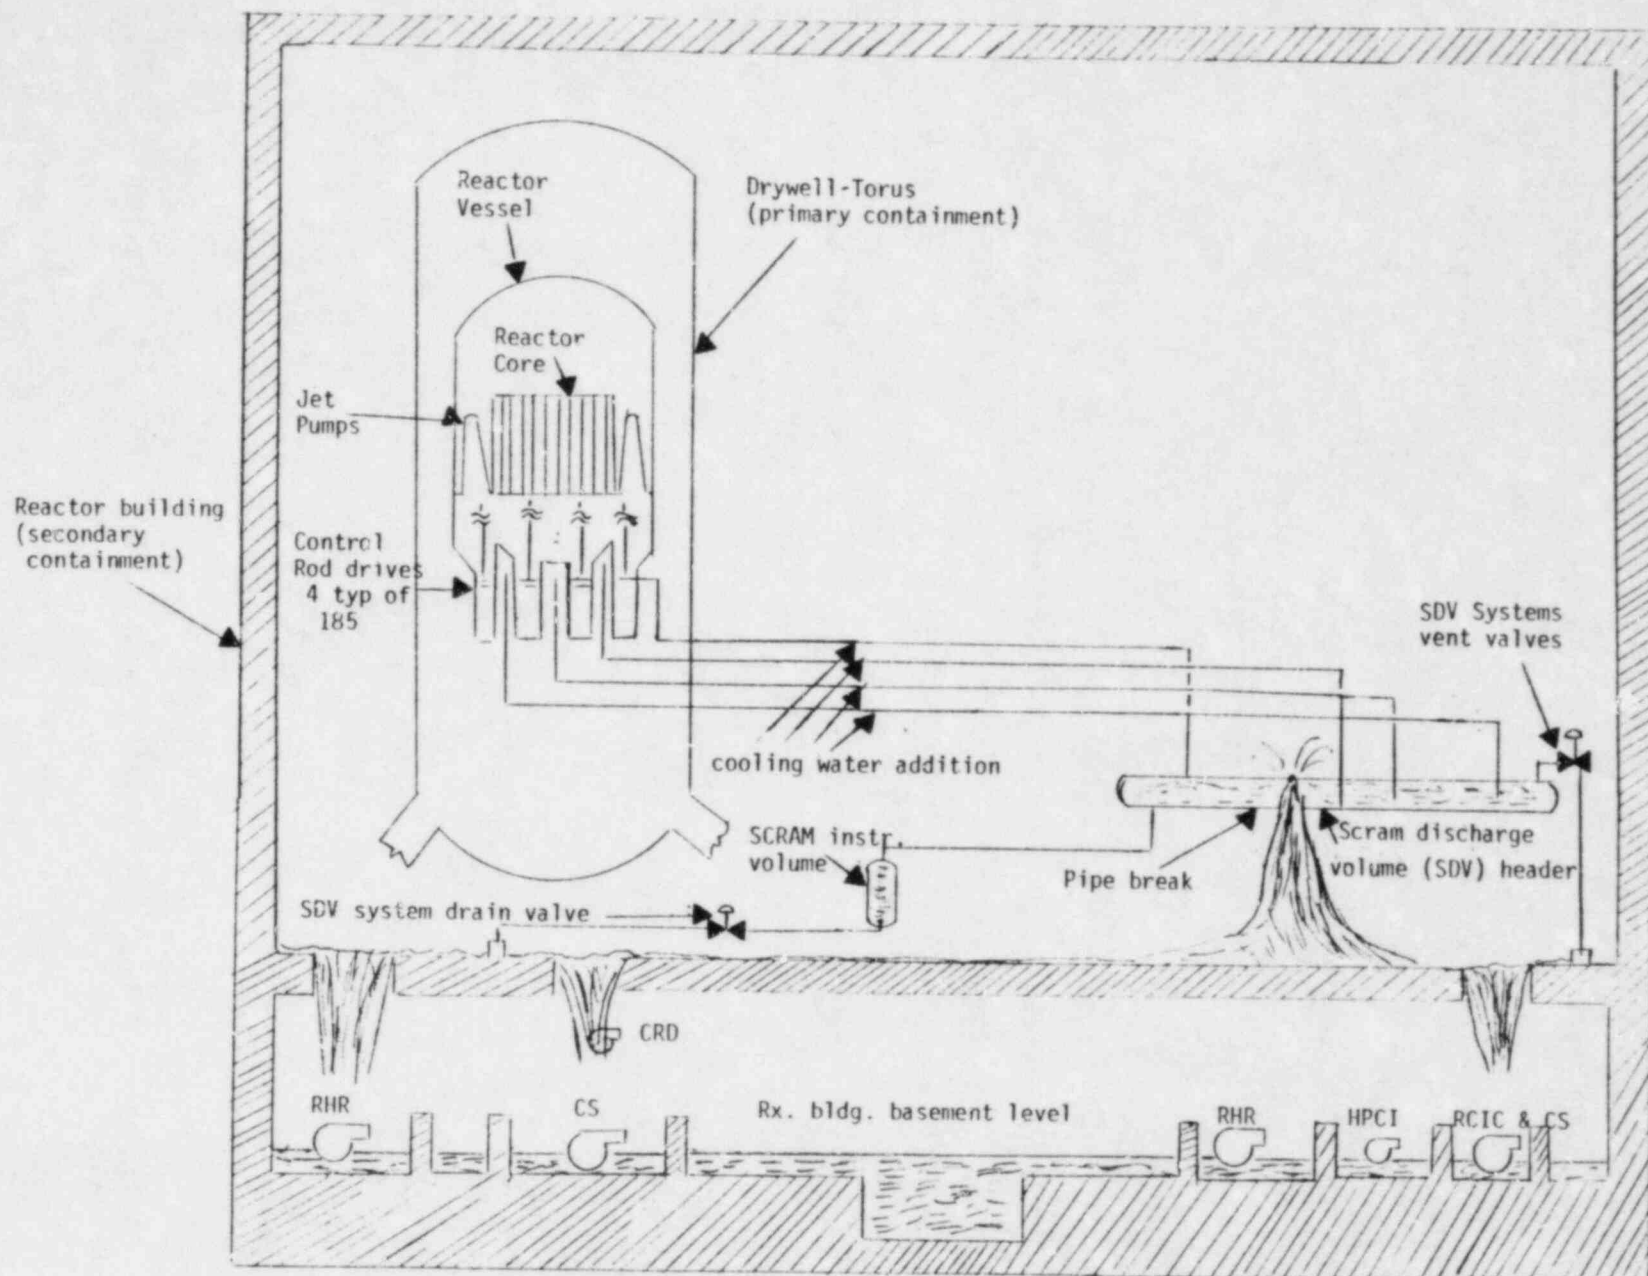 Reactor
Vessel
Drywell-Torus
(primary containment)
Reactor
Core
Jet
Pumps
Reactor building
(secondary
containment)
Control
Rod drives
4 typ of
185
SDV Systems
vent valves
cooling water addition
SCRAM instr.
volume
Scram discharge
volume (SDV) header
Pipe break
SDV system drain valve
CRD
RHR
CS
Rx. bldg. basement level
RHR
HPCI
RCIC & CS